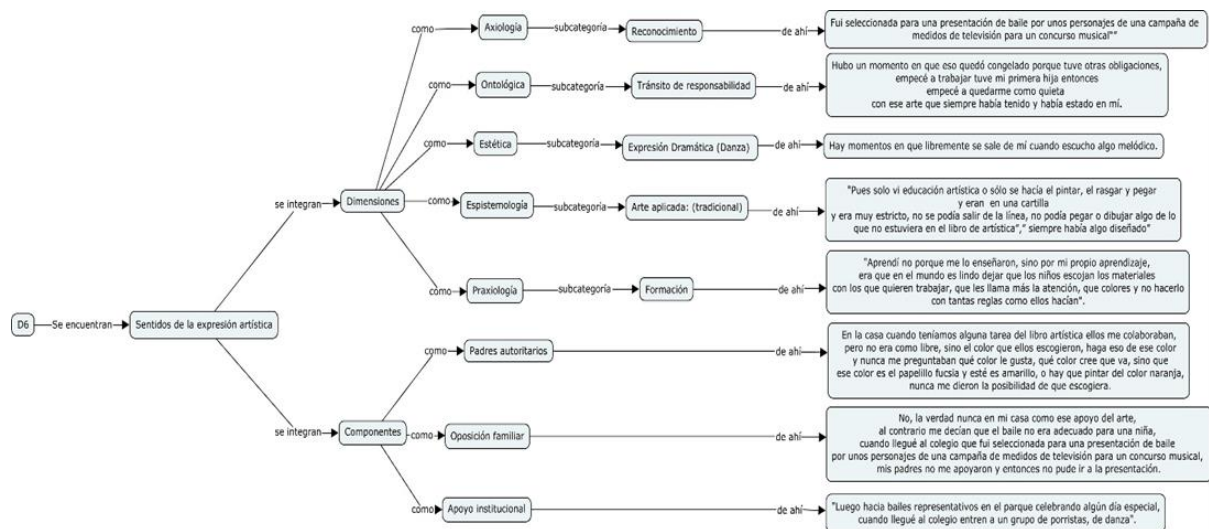 D6
Se encuentran
Sentidos de la expresión artística
se integran
Dimensiones
como
Axiología
subcategoría
Reconocimiento
de ahí
Fui seleccionada para una presentación de baile por unos personajes de una campaña de
medidos de televisión para un concurso musical""
como
Ontológica
subcategoría
Tránsito de responsabilidad
de ahí
Hubo un momento en que eso quedó congelado porque tuve otras obligaciones,
empecé a trabajar tuve mi primera hija entonces
empecé a quedarme como quieta
con ese arte que siempre había tenido y había estado en mí.
como
Estética
subcategoría
Expresión Dramática (Danza)
de ahí
Hay momentos en que libremente se sale de mí cuando escucho algo melódico.
como
Espistemología
subcategoría
Arte aplicada: (tradicional)
de ahí
"Pues solo vi educación artística o sólo se hacía el pintar, el rasgar y pegar
y eran en una cartilla
y era muy estricto, no se podía salir de la línea, no podía pegar o dibujar algo de lo
que no estuviera en el libro de artística"," siempre había algo diseñado"
como
Praxiología
subcategoría
Formación
de ahí
"Aprendí no porque me lo enseñaron, sino por mi propio aprendizaje,
era que en el mundo es lindo dejar que los niños escojan los materiales
con los que quieren trabajar, que les llama más la atención, que colores y no hacerlo
con tantas reglas como ellos hacían".
se integran
Componentes
como
Padres autoritarios
de ahí
En la casa cuando teníamos alguna tarea del libro artística ellos me colaboraban,
pero no era como libre, sino el color que ellos escogieron, haga eso de ese color
y nunca me preguntaban qué color le gusta, qué color cree que va, sino que
ese color es el papelillo fucsia y esté es amarillo, o hay que pintar del color naranja,
nunca me dieron la posibilidad de que escogiera.
como
Oposición familiar
de ahí
No, la verdad nunca en mi casa como ese apoyo del arte,
al contrario me decían que el baile no era adecuado para una niña,
cuando llegué al colegio que fui seleccionada para una presentación de baile
por unos personajes de una campaña de medidos de televisión para un concurso musical,
mis padres no me apoyaron y entonces no pude ir a la presentación.
como
Apoyo institucional
de ahí
"Luego hacia bailes representativos en el parque celebrando algún día especial,
cuando llegué al colegio entren a un grupo de porristas, de danza".